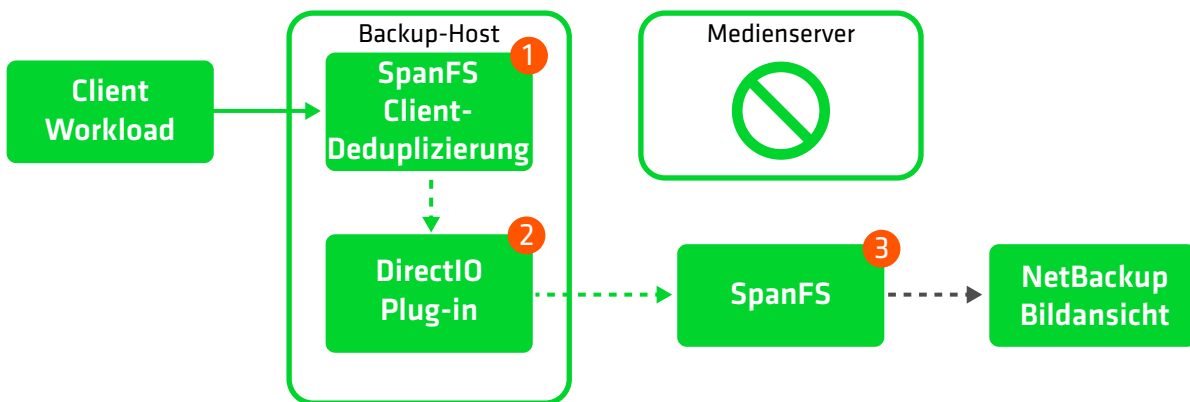 Backup-Host
Medienserver
Client
Workload
1
SpanFS
Client-
Deduplizierung
2
DirectIO
Plug-in
3
SpanFS
NetBackup
Bildansicht